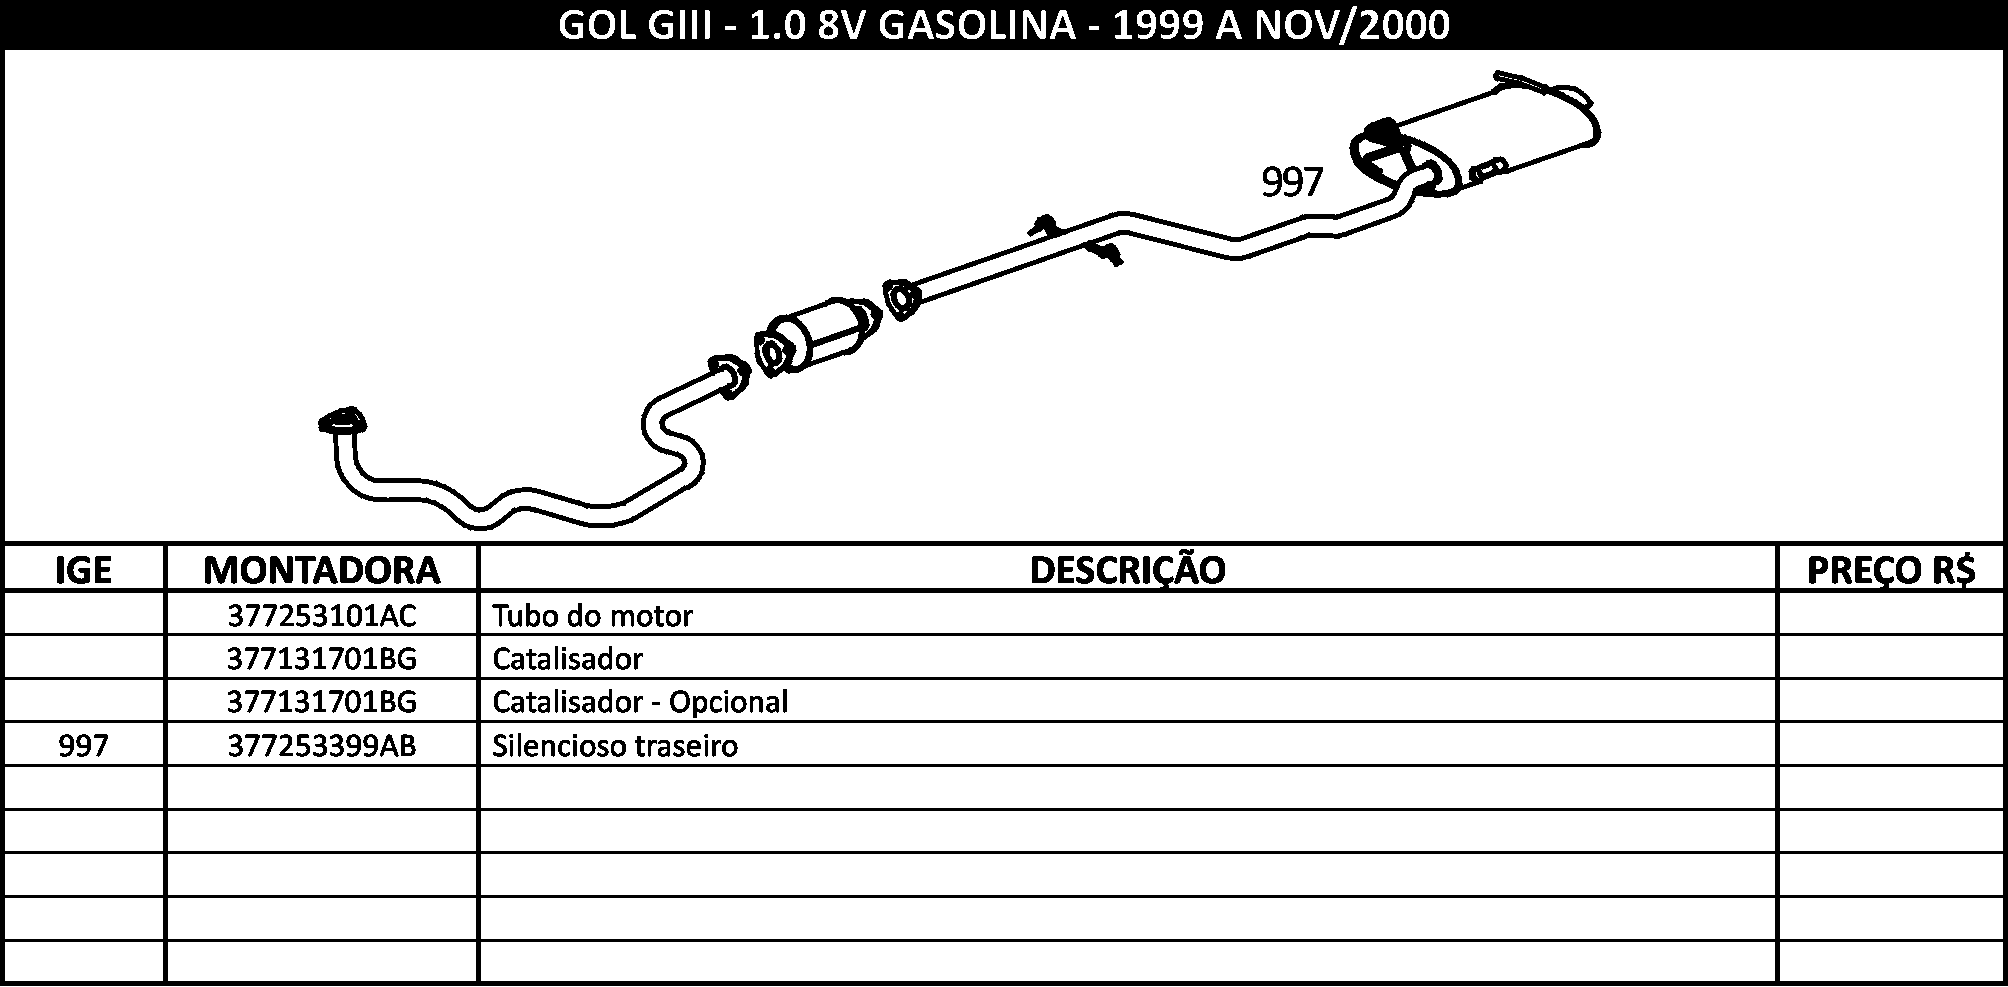 GOL GIII - 1.0 8V GASOLINA - 1999 A NOV/2000
997
IGE MONTADORA DESCRIÇÃO PREÇO R$
377253101AC Tubo do motor
377131701BG Catalisador
377131701BG Catalisador - Opcional
997 377253399AB Silencioso traseiro